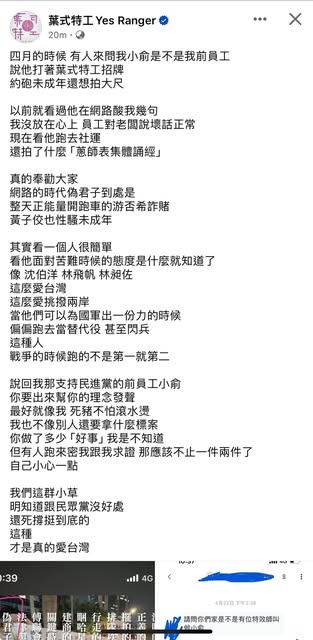 葉式特工 Yes Ranger
20m
四月的時候 有人來問我小俞是不是我前員工
說他打著葉式特工招牌
約砲未成年還想拍大尺
以前就看過他在網路酸我幾句
我沒放在心上 員工對老闆說壞話正常
現在看他跑去社運
還拍了什麼「蔥師表集體誦經」
真的奉勸大家
網路的時代偽君子到處是
整天正能量開跑車的游否希詐賭
黃子佼也性騷未成年
其實看一個人很簡單
看他面對苦難時候的態度是什麼就知道了
像 沈伯洋 林飛帆 林昶佐
這麼愛台灣
這麼愛挑撥兩岸
當他們可以為國軍出一份力的時候
偏偏跑去當替代役 甚至閃兵
這種人
戰爭的時候跑的不是第一就第二
說回我那支持民進黨的前員工小俞
你要出來幫你的理念發聲
最好就像我 死豬不怕滾水燙
我也不像別人還要拿什麼標案
你做了多少「好事」我是不知道
但有人跑來密我跟我求證 那應該不止一件兩件了
自己小心一點
我們這群小草
明知道跟民眾黨沒好處
還死撐挺到底的
這種
才是真的愛台灣
0:39
4G
10:37
4月22日 下午2:08
請問你們家是不是有位特效師叫